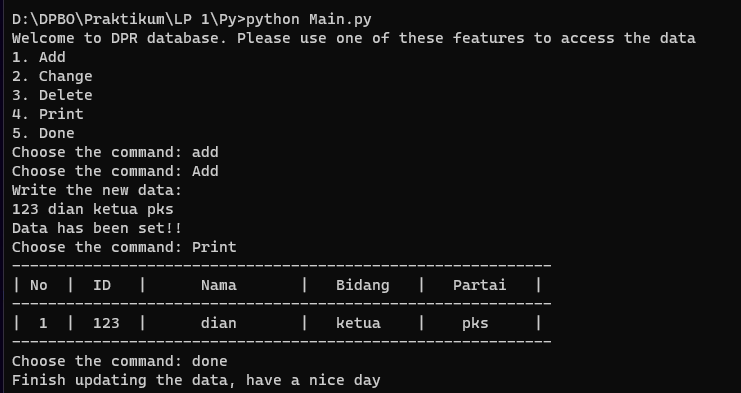 D:\DPBO\Praktikum\LP 1\Py>python Main.py
Welcome to DPR database. Please use one of these features to access the data
1. Add
2. Change
3. Delete
4. Print
5. Done
Choose the command: add
Choose the command: Add
Write the new data:
123 dian ketua pks
Data has been set!!
Choose the command: Print
------------------------------------------------------------
| No  |  ID   |      Nama       |   Bidang   |   Partai   |
------------------------------------------------------------
|  1  |  123  |      dian       |   ketua    |    pks     |
------------------------------------------------------------
Choose the command: done
Finish updating the data, have a nice day